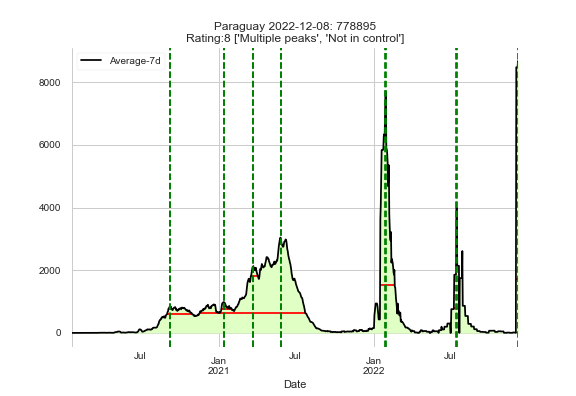 Paraguay 2022-12-08: 778895
Rating:8 ['Multiple peaks', 'Not in control']
Average-7d
8000
6000
4000
2000
0
Jul
Jan
2021
Jul
Jan
2022
Jul
Date